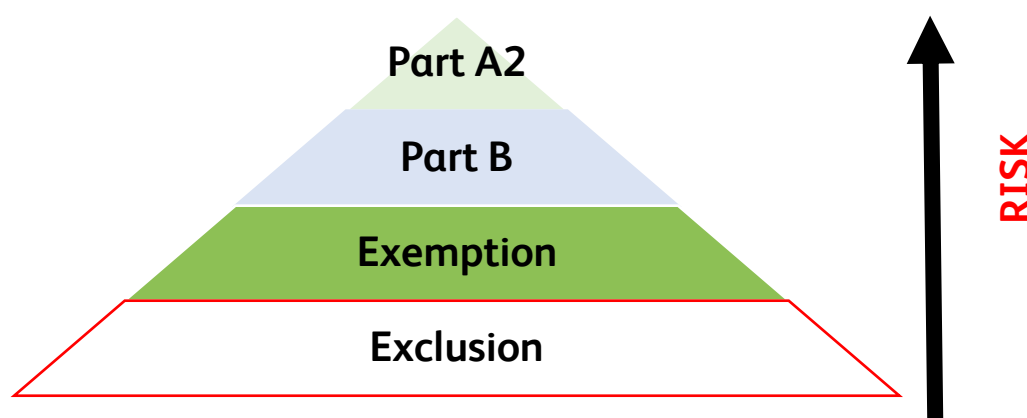 Part A2
Part B
Exemption
Exclusion
RISK